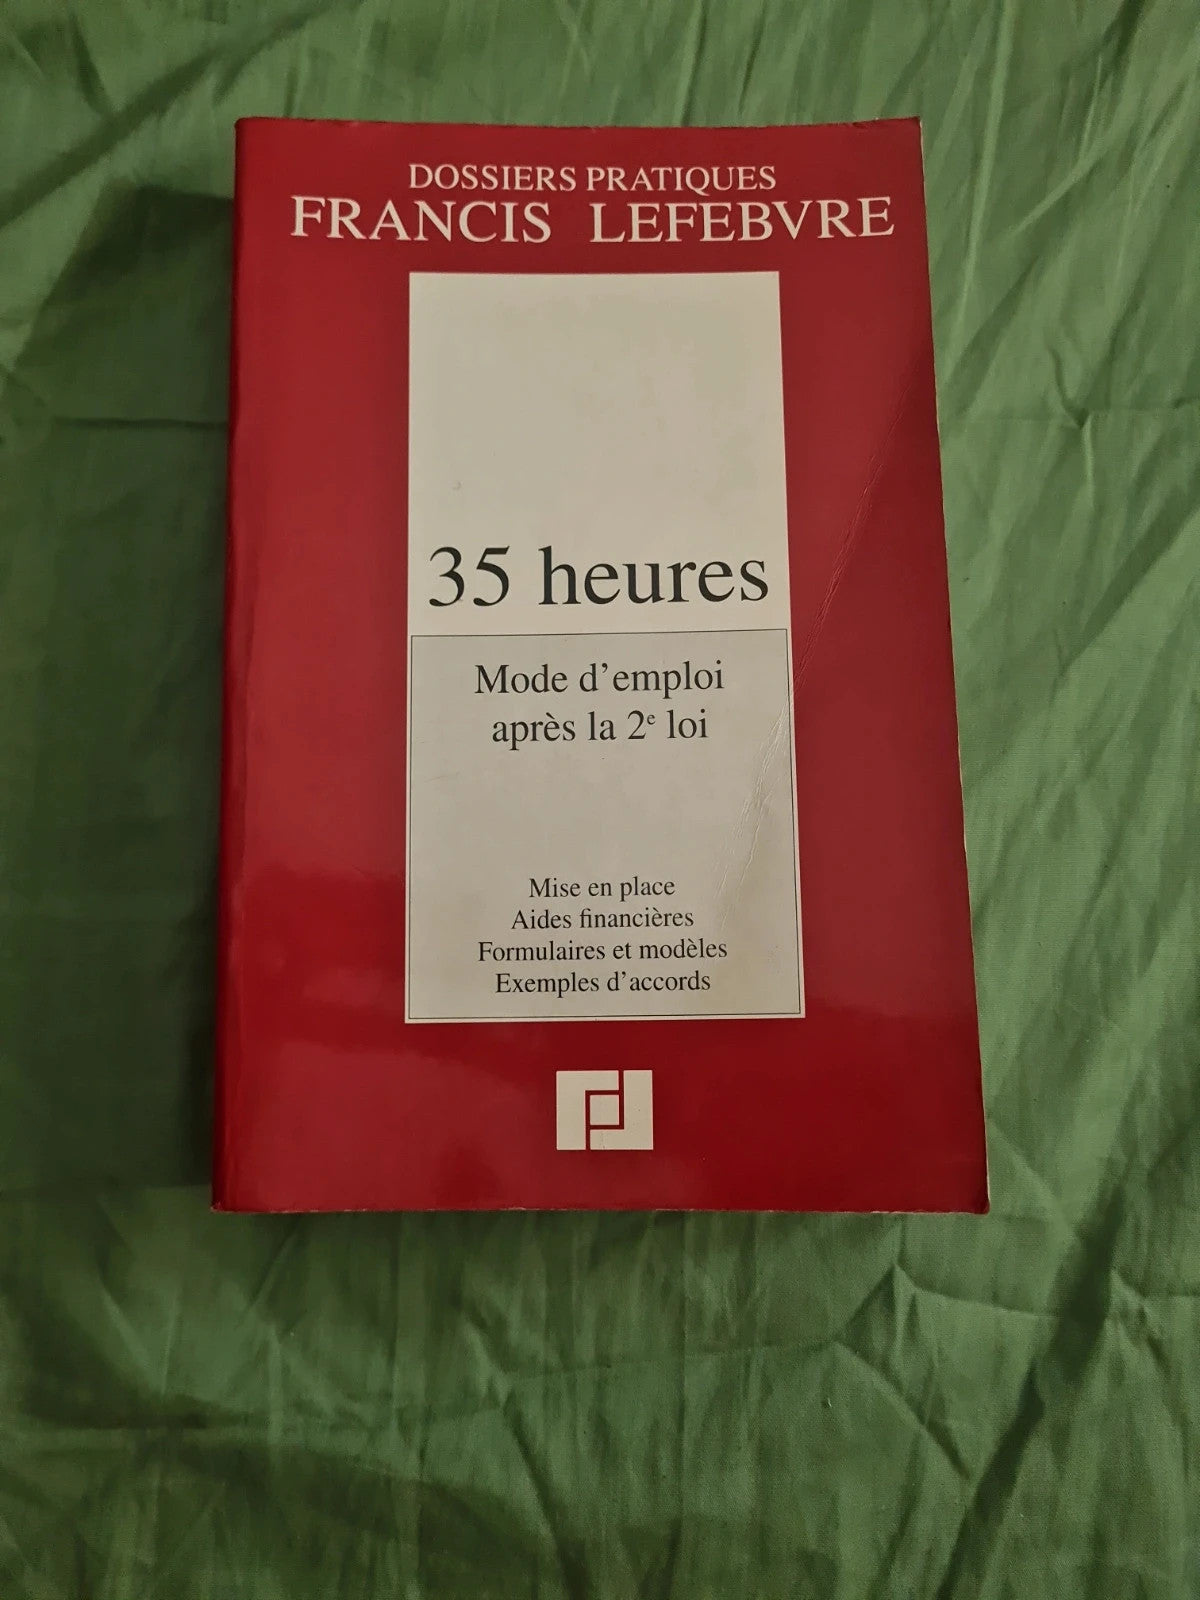 DOSSIERS PRATIQUES
FRANCIS LEFEBVRE
35 heures
Mode d'emploi
après la 2e loi
Mise en place
Aides financières
Formulaires et modèles
Exemples d'accords